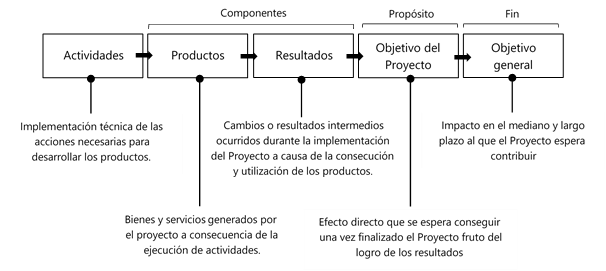 Componentes
Propósito
Fin
Actividades
Productos
Resultados
Objetivo del
Proyecto
Objetivo
general
Implementación técnica de las
acciones necesarias para
desarrollar los productos.
Cambios o resultados intermedios
ocurridos durante la implementación
del Proyecto a causa de la consecución
y utilización de los productos.
Impacto en el mediano y largo
plazo al que el Proyecto espera
contribuir
Bienes y servicios generados por
el proyecto a consecuencia de la
ejecución de actividades.
Efecto directo que se espera conseguir
una vez finalizado el Proyecto fruto del
logro de los resultados